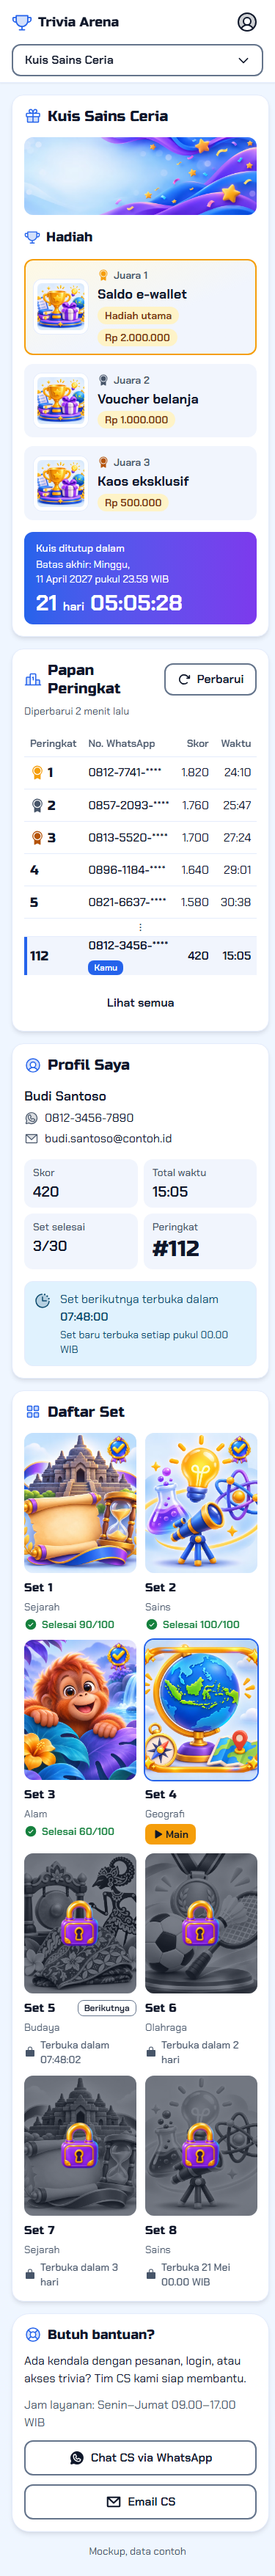 Trivia Arena
Kuis Sains Ceria
Kuis Sains Ceria
Hadiah
Juara 1
Saldo e-wallet
Hadiah utama
Rp 2.000.000
Juara 2
Voucher belanja
Rp 1.000.000
Juara 3
Kaos eksklusif
Rp 500.000
Kuis ditutup dalam
Batas akhir: Minggu,
11 April 2027 pukul 23.59 WIB
21 hari 05:05:28
Papan
Peringkat
Perbarui
Diperbarui 2 menit lalu
Peringkat No. WhatsApp Skor Waktu
1 0812-7741-**** 1.820 24:10
2 0857-2093-**** 1.760 25:47
3 0813-5520-**** 1.700 27:24
4 0896-1184-**** 1.640 29:01
5 0821-6637-**** 1.580 30:38
⋮
112 0812-3456-**** 420 15:05
Kamu
Lihat semua
Profil Saya
Budi Santoso
0812-3456-7890
budi.santoso@contoh.id
Skor
420
Total waktu
15:05
Set selesai
3/30
Peringkat
#112
Set berikutnya terbuka dalam
07:48:00
Set baru terbuka setiap pukul 00.00
WIB
Daftar Set
Set 1
Sejarah
Selesai 90/100
Set 2
Sains
Selesai 100/100
Set 3
Alam
Selesai 60/100
Set 4
Geografi
Main
Set 5 Berikutnya
Budaya
Terbuka dalam
07:48:02
Set 6
Olahraga
Terbuka dalam 2
hari
Set 7
Sejarah
Terbuka dalam 3
hari
Set 8
Sains
Terbuka 21 Mei
00.00 WIB
Butuh bantuan?
Ada kendala dengan pesanan, login, atau
akses trivia? Tim CS kami siap membantu.
Jam layanan: Senin–Jumat 09.00–17.00
WIB
Chat CS via WhatsApp
Email CS
Mockup, data contoh